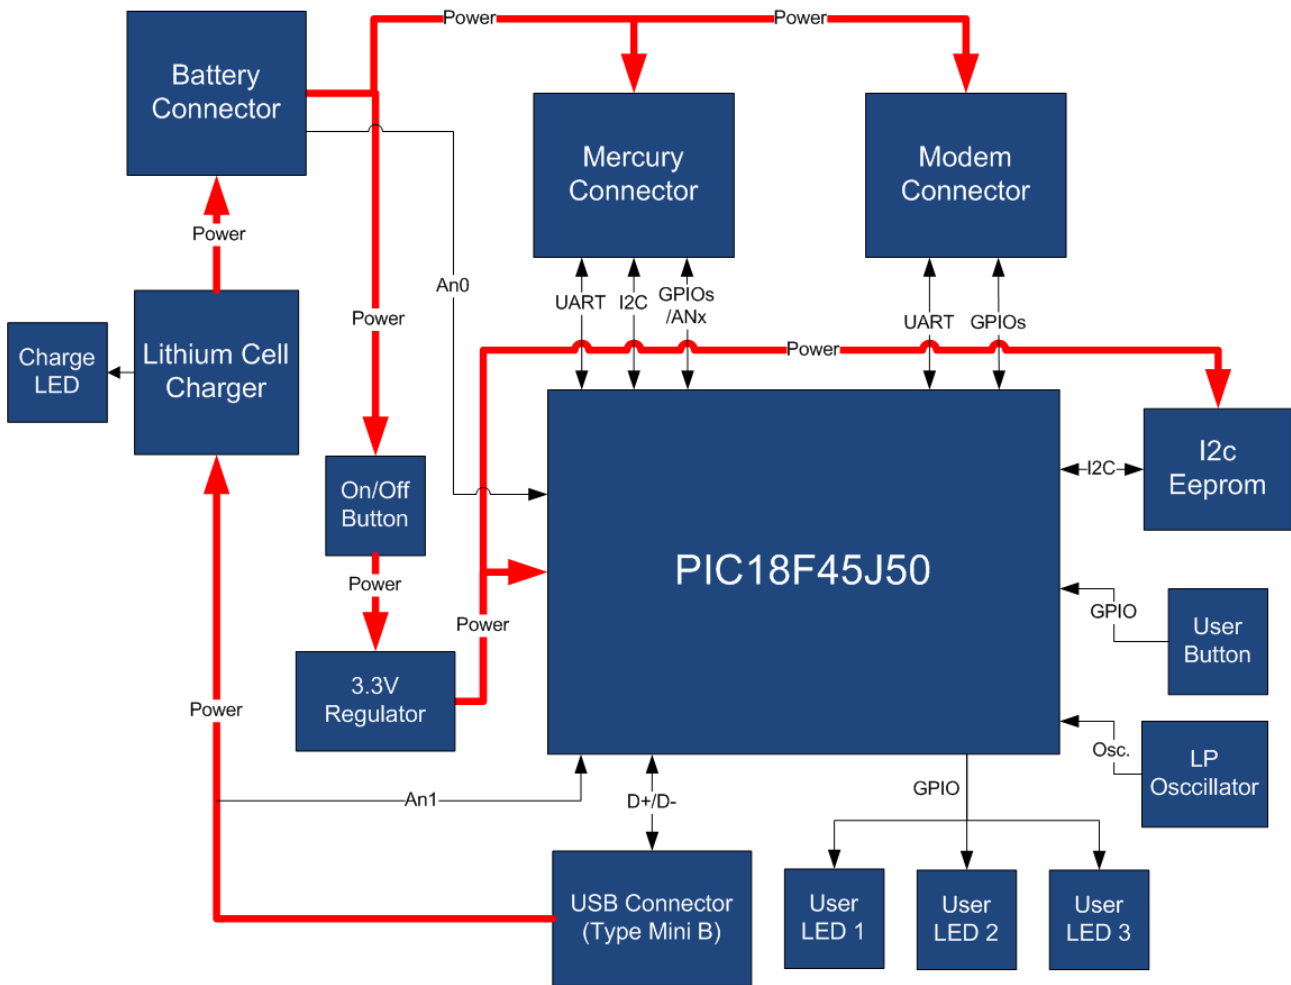 Power
Power
Battery
Connector
Mercury
Connector
Modem
Connector
Power
An0
UART
I2C
GPIOs
/ANx
UART
GPIOs
Power
Power
Charge
LED
Lithium Cell
Charger
I2c
Eeprom
I2C
On/Off
Button
PIC18F45J50
Power
Power
GPIO
User
Button
3.3V
Regulator
Power
Osc.
LP
Osccillator
An1
D+/D-
GPIO
USB Connector
(Type Mini B)
User
LED 1
User
LED 2
User
LED 3